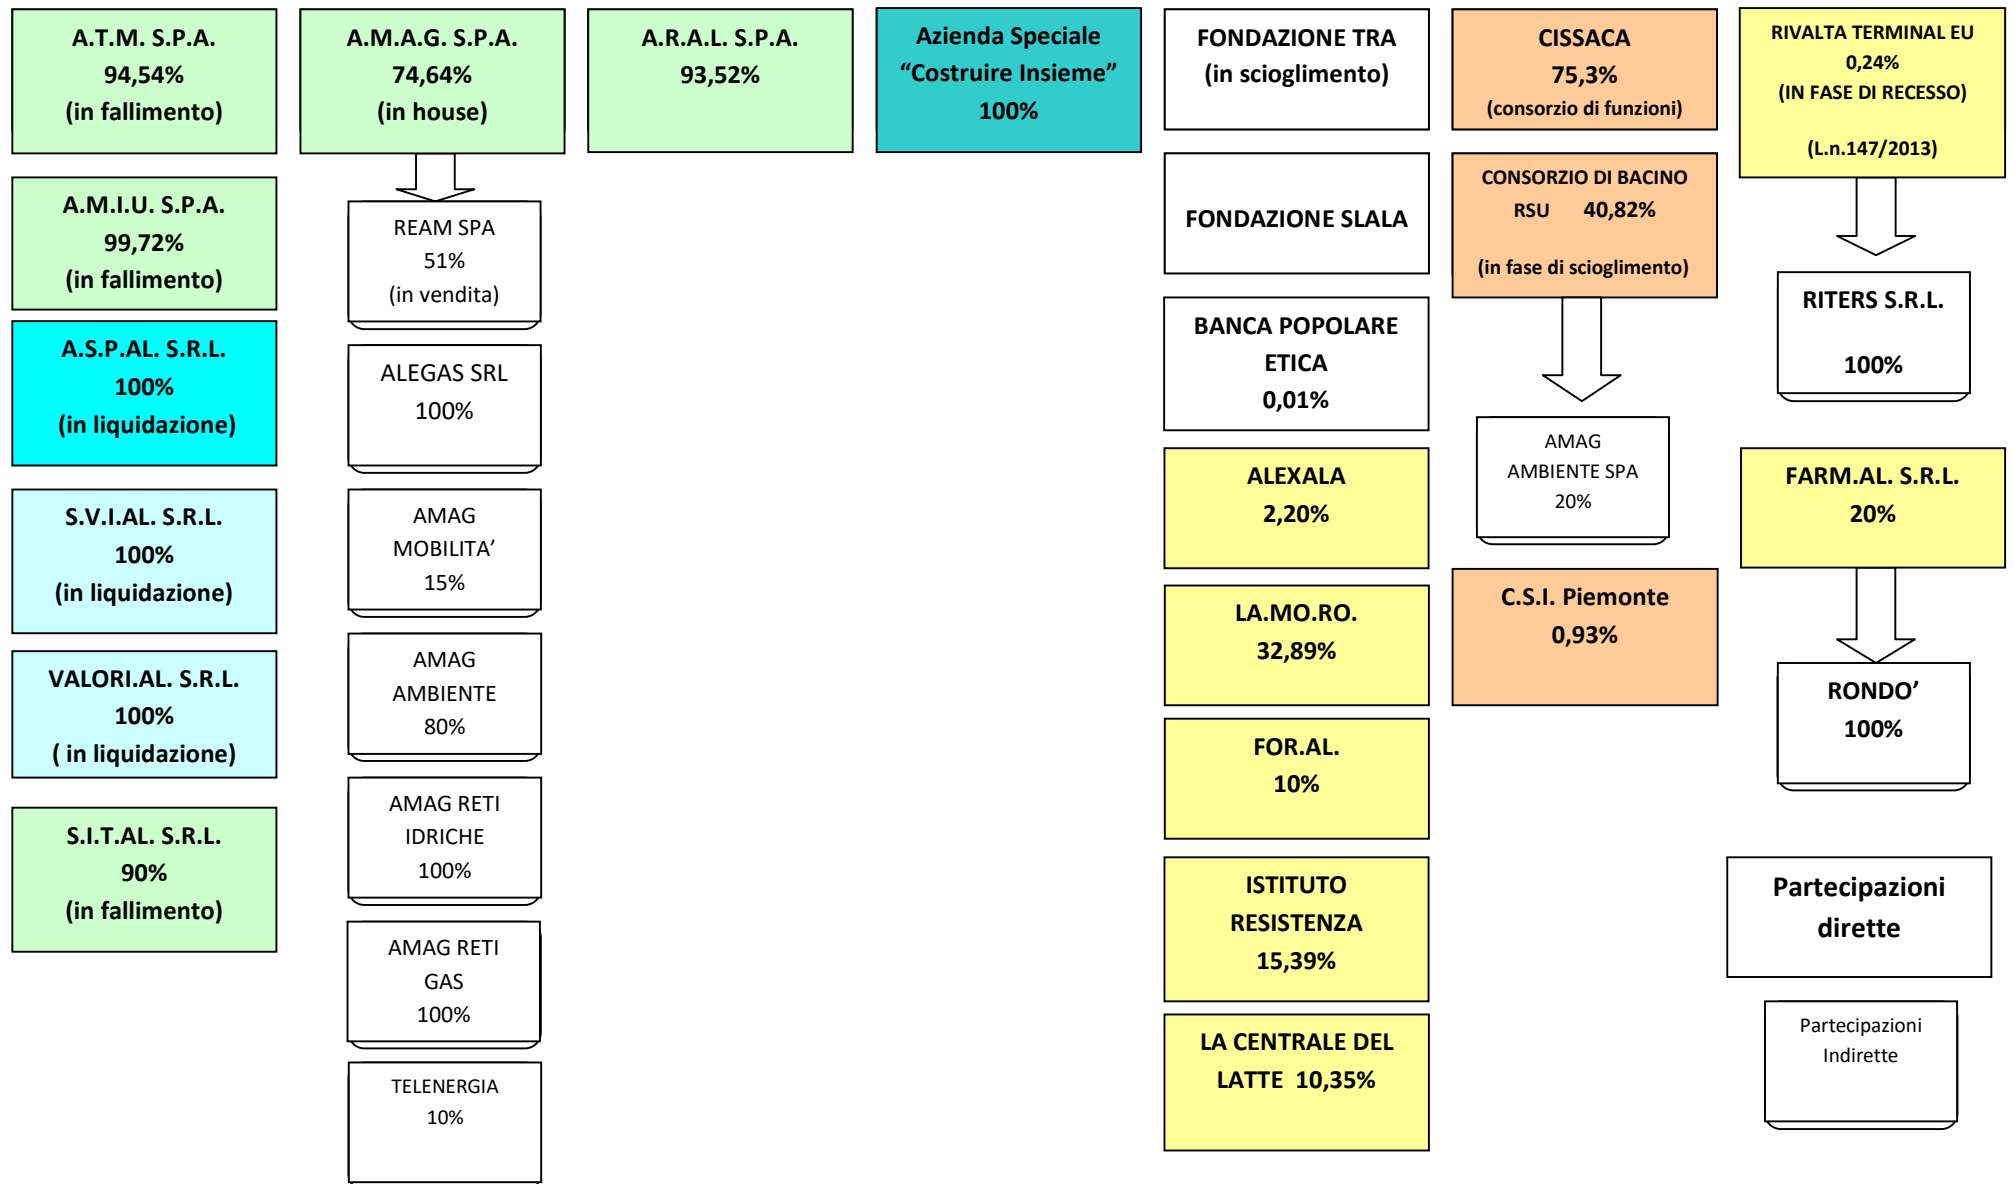 A.T.M. S.P.A.
94,54%
(in fallimento)
A.M.I.U. S.P.A.
99,72%
(in fallimento)
A.S.P.AL. S.R.L.
100%
(in liquidazione)
S.V.I.AL. S.R.L.
100%
(in liquidazione)
VALORI.AL. S.R.L.
100%
( in liquidazione)
S.I.T.AL. S.R.L.
90%
(in fallimento)
A.M.A.G. S.P.A.
74,64%
(in house)
REAM SPA
51%
(in vendita)
ALEGAS SRL
100%
AMAG
MOBILITA’
15%
AMAG
AMBIENTE
80%
AMAG RETI
IDRICHE
100%
AMAG RETI
GAS
100%
TELENERGIA
10%
A.R.A.L. S.P.A.
93,52%
Azienda Speciale
“Costruire Insieme”
100%
FONDAZIONE TRA
(in scioglimento)
FONDAZIONE SLALA
BANCA POPOLARE
ETICA
0,01%
ALEXALA
2,20%
LA.MO.RO.
32,89%
FOR.AL.
10%
ISTITUTO
RESISTENZA
15,39%
LA CENTRALE DEL
LATTE 10,35%
CISSACA
75,3%
(consorzio di funzioni)
CONSORZIO DI BACINO
RSU 40,82%
(in fase di scioglimento)
AMAG
AMBIENTE SPA
20%
C.S.I. Piemonte
0,93%
RIVALTA TERMINAL EU
0,24%
(IN FASE DI RECESSO)
(L.n.147/2013)
RITERS S.R.L.
100%
FARM.AL. S.R.L.
20%
RONDO’
100%
Partecipazioni
dirette
Partecipazioni
Indirette